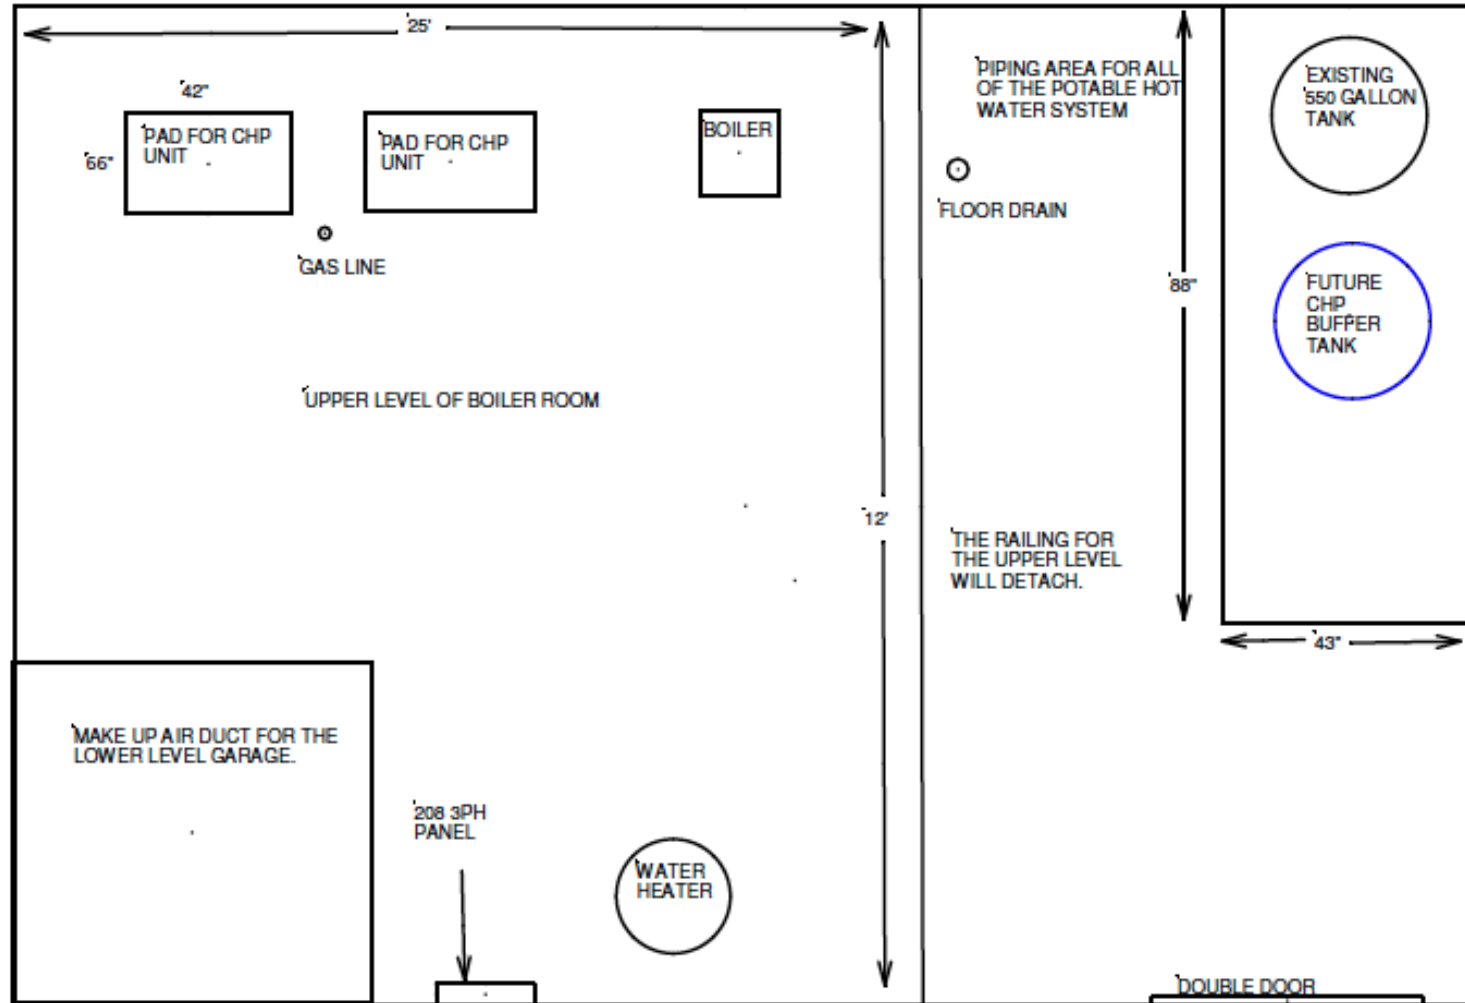 25'
42"
66"
PAD FOR CHP
UNIT
PAD FOR CHP
UNIT
BOILER
GAS LINE
PIPING AREA FOR ALL
OF THE POTABLE HOT
WATER SYSTEM
FLOOR DRAIN
EXISTING
550 GALLON
TANK
88"
FUTURE
CHP
BUFFER
TANK
UPPER LEVEL OF BOILER ROOM
12'
THE RAILING FOR
THE UPPER LEVEL
WILL DETACH.
43"
MAKE UP AIR DUCT FOR THE
LOWER LEVEL GARAGE.
208 3PH
PANEL
WATER
HEATER
DOUBLE DOOR